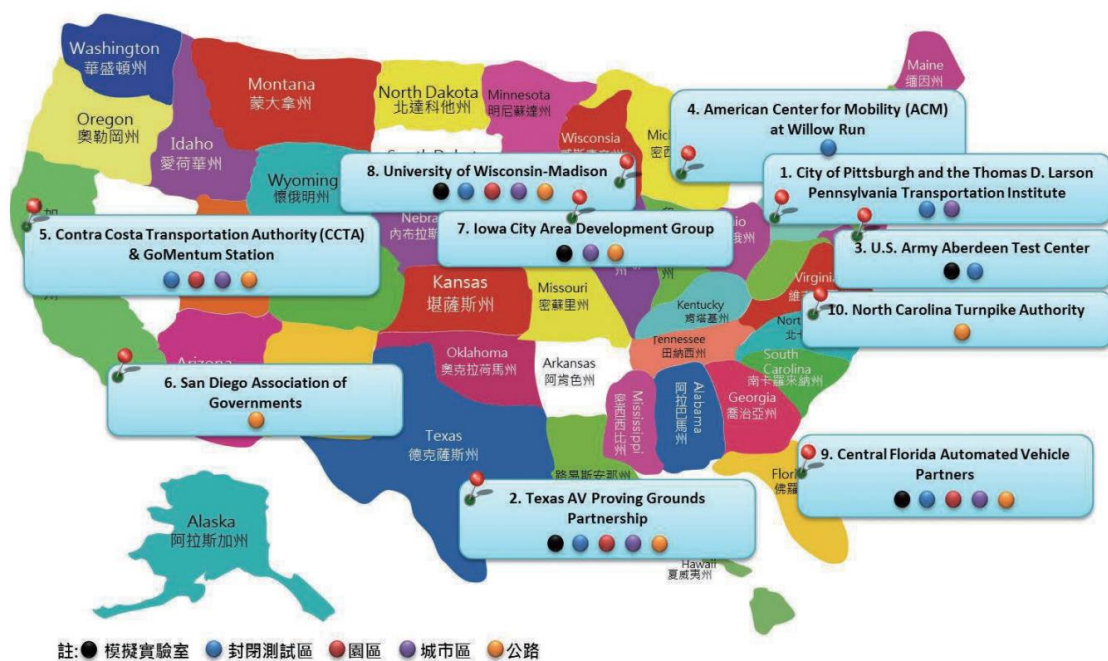 Washington
華盛頓州
Oregon
奧勒岡州
Idaho
愛荷華州
Montana
蒙大拿州
North Dakota
北達科他州
Minnesota
明尼蘇達州
Wisconsia
Maine
緬因州
Wyoming
懷俄明州
4. American Center for Mobility (ACM)
at Willow Run
1. City of Pittsburgh and the Thomas D. Larson
Pennsylvania Transportation Institute
8. University of Wisconsin-Madison
7. Iowa City Area Development Group
5. Contra Costa Transportation Authority (CCTA)
& GoMentum Station
3. U.S. Army Aberdeen Test Center
Virginia
10. North Carolina Turnpike Authority
Kansas
堪薩斯州
Missouri
密蘇里州
Kentucky
肯塔基州
Tennessee
田納西州
South
Carolina
南卡羅來納州
Oklahoma
奧克拉荷馬州
Arkansas
阿肯色州
Mississippi
密西西比州
Alabama
阿拉巴馬州
Georgia
喬治亞州
6. San Diego Association of
Governments
Texas
德克薩斯州
路易斯安那州
9. Central Florida Automated Vehicle
Partners
2. Texas AV Proving Grounds
Partnership
Alaska
阿拉斯加州
Hawaii
夏威夷州
註: 模擬實驗室 封閉測試區 園區 城市區 公路